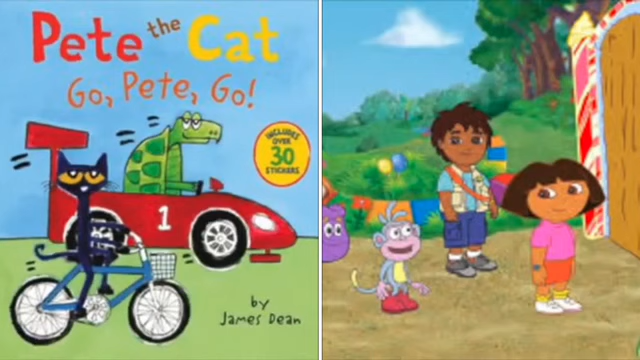 Pete the Cat
Go, Pete, Go!
INCLUDES
OVER
30
STICKERS
1
by
James Dean